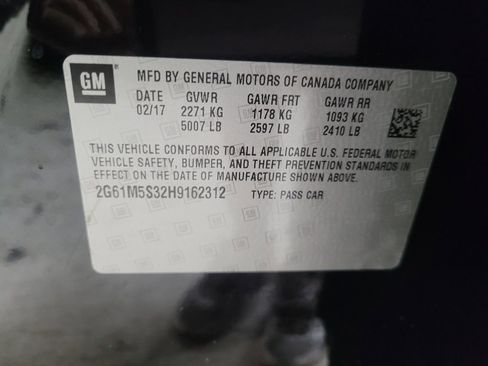 GM
MFD BY GENERAL MOTORS OF CANADA COMPANY
DATE GVWR GAWR FRT GAWR RR
02/17 2271 KG 1178 KG 1093 KG
5007 LB 2597 LB 2410 LB
THIS VEHICLE CONFORMS TO ALL APPLICABLE U.S. FEDERAL MOTOR
VEHICLE SAFETY, BUMPER, AND THEFT PREVENTION STANDARDS IN
EFFECT ON THE DATE OF MANUFACTURE SHOWN ABOVE.
2G61M5S32H9162312 TYPE: PASS CAR